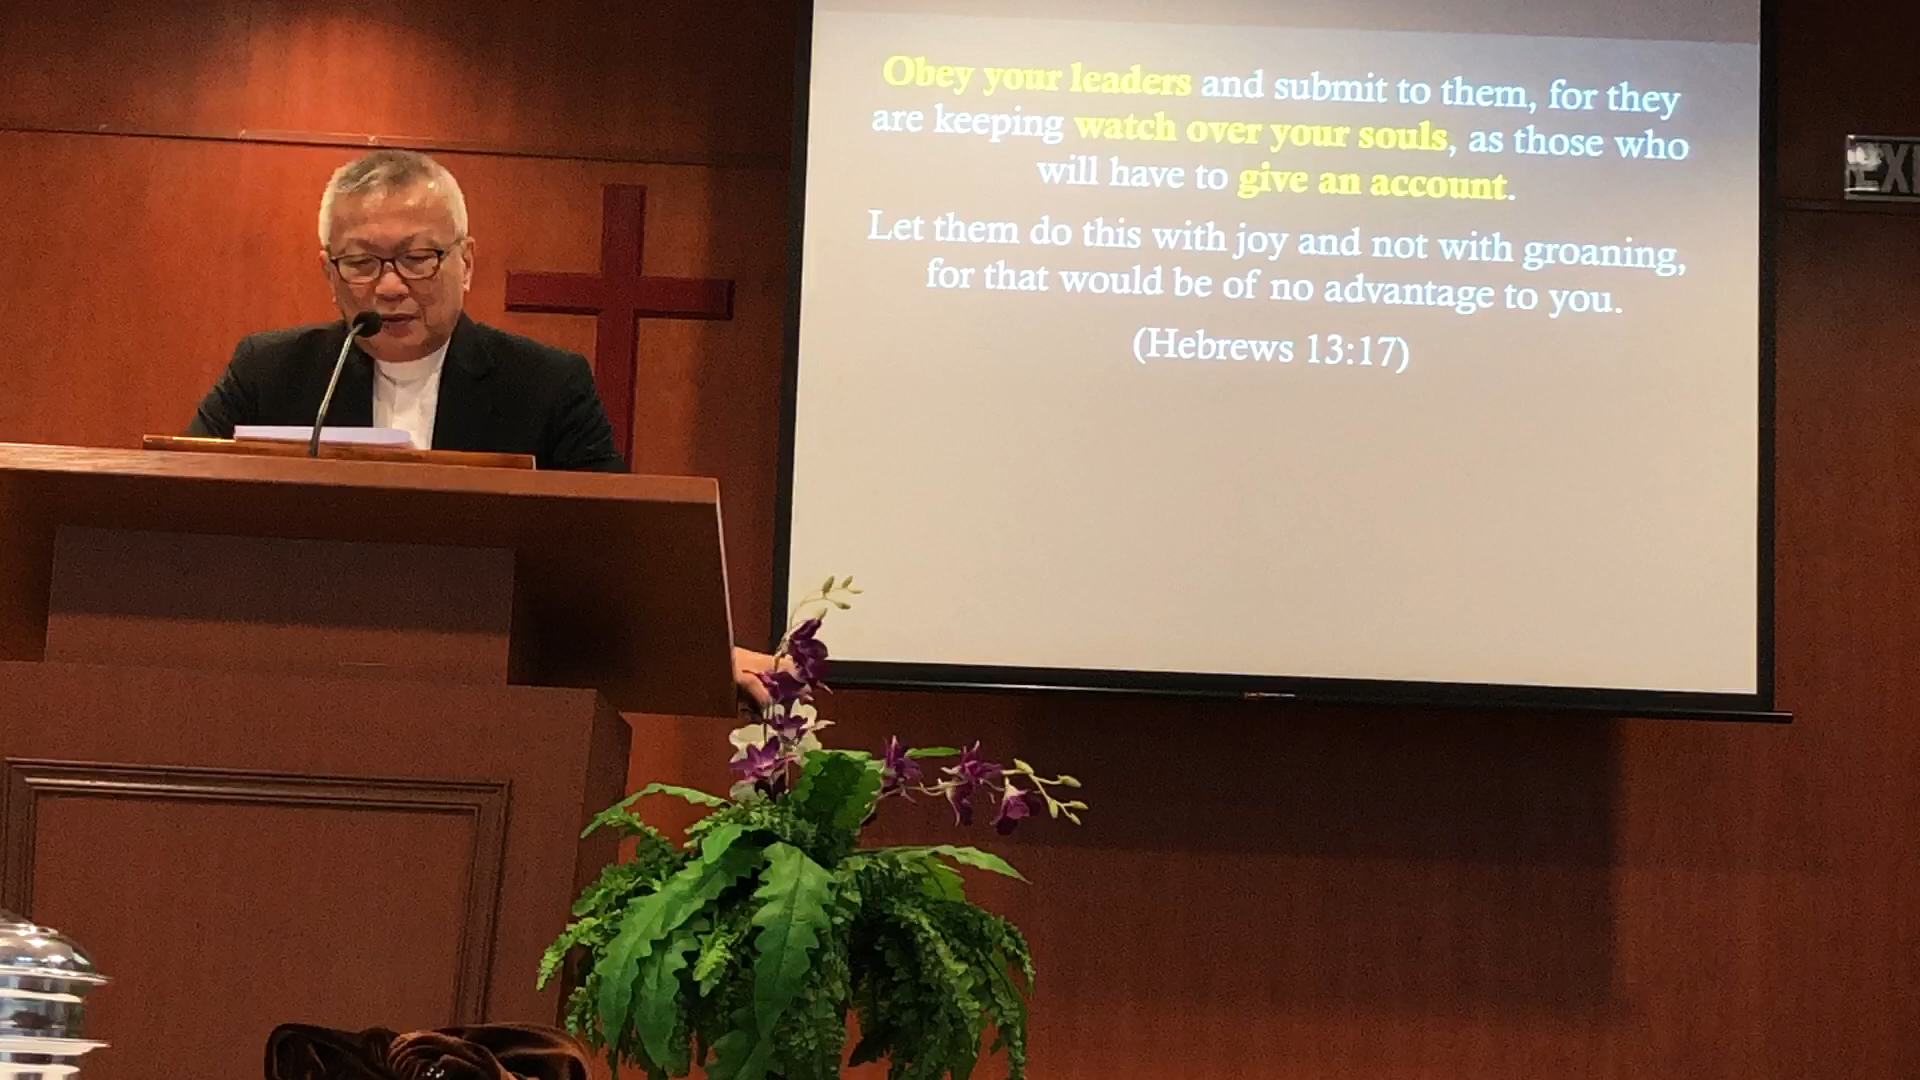 Obey your leaders and submit to them, for they
are keeping watch over your souls, as those who
will have to give an account.
Let them do this with joy and not with groaning,
for that would be of no advantage to you.
(Hebrews 13:17)
EXI